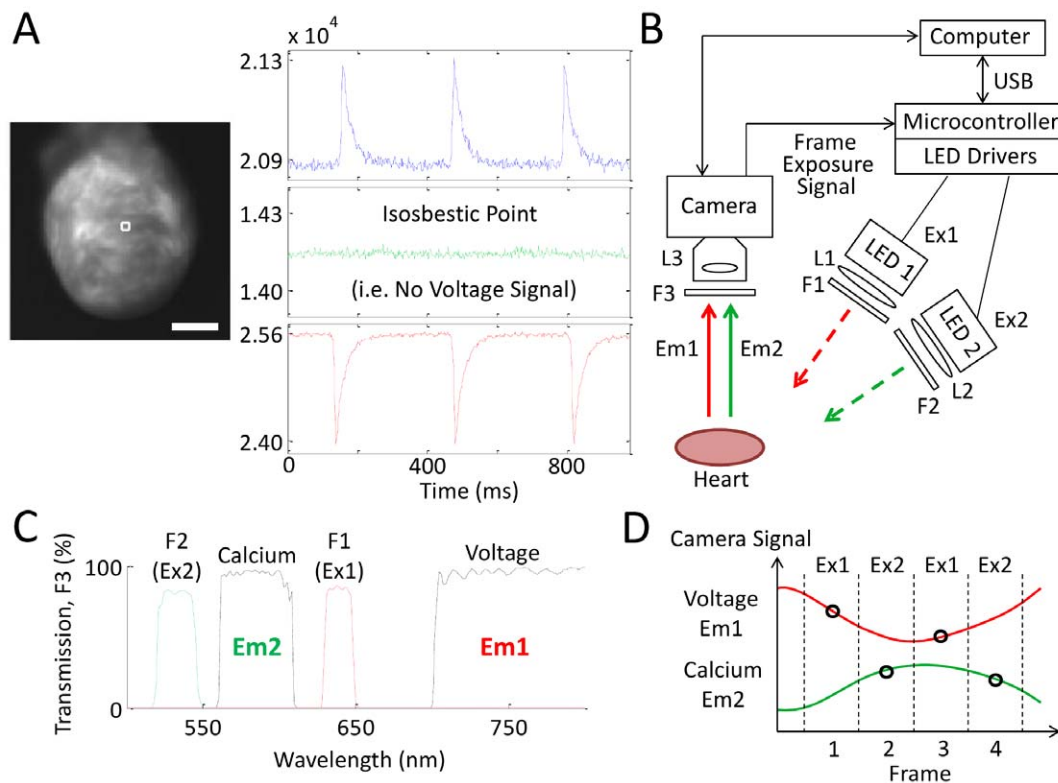 A
x 10⁴
2.13
2.09
1.43
Isosbestic Point
(i.e. No Voltage Signal)
1.40
2.56
2.40
0
400
800
Time (ms)
B
Computer
USB
Microcontroller
LED Drivers
Frame
Exposure
Signal
Camera
L3
F3
Em1
Em2
Heart
L1
F1
LED 1
Ex1
LED 2
Ex2
F2
L2
C
Transmission, F3 (%)
100
0
F2
(Ex2)
Calcium
F1
(Ex1)
Voltage
Em2
Em1
550
650
750
Wavelength (nm)
D
Camera Signal
Ex1 Ex2 Ex1 Ex2
Voltage
Em1
Calcium
Em2
1 2 3 4
Frame